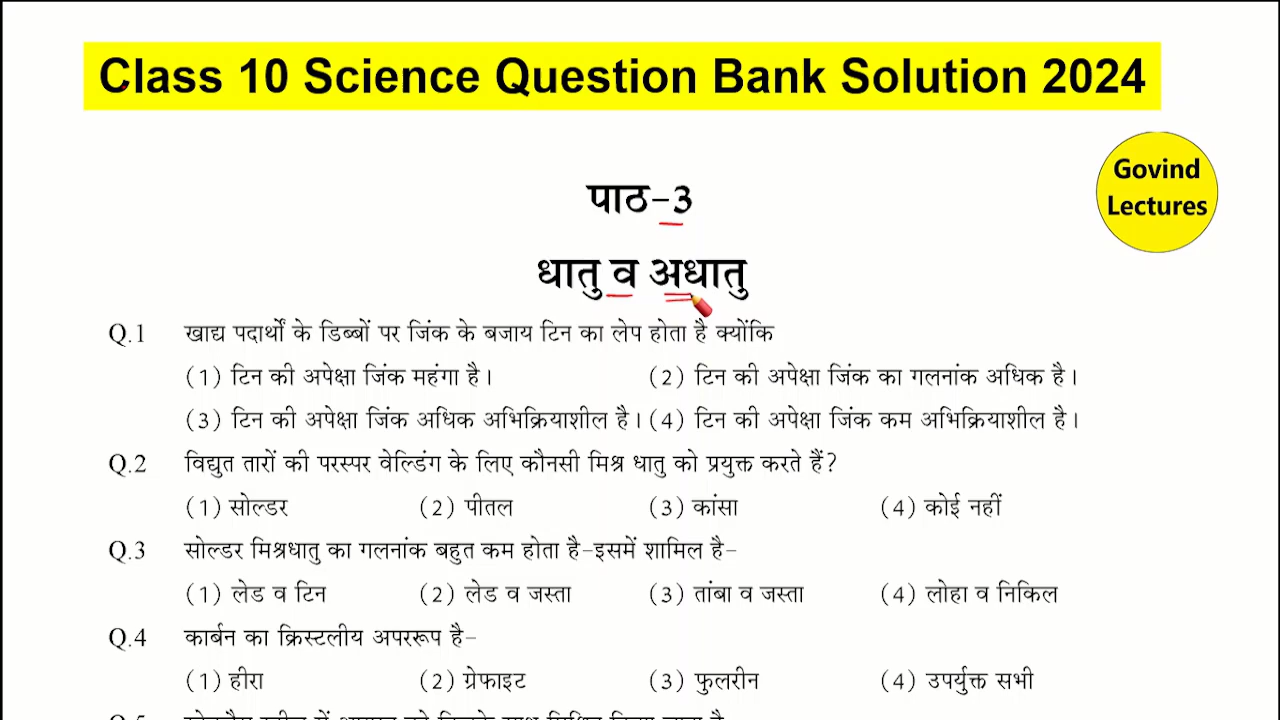 Class 10 Science Question Bank Solution 2024
Govind
Lectures
पाठ-3
धातु व अधातु
Q.1 खाद्य पदार्थों के डिब्बों पर जिंक के बजाय टिन का लेप होता है क्योंकि
(1) टिन की अपेक्षा जिंक महंगा है। (2) टिन की अपेक्षा जिंक का गलनांक अधिक है।
(3) टिन की अपेक्षा जिंक अधिक अभिक्रियाशील है। (4) टिन की अपेक्षा जिंक कम अभिक्रियाशील है।
Q.2 विद्युत तारों की परस्पर वेल्डिंग के लिए कौनसी मिश्र धातु को प्रयुक्त करते हैं?
(1) सोल्डर (2) पीतल (3) कांसा (4) कोई नहीं
Q.3 सोल्डर मिश्रधातु का गलनांक बहुत कम होता है-इसमें शामिल है-
(1) लेड व टिन (2) लेड व जस्ता (3) तांबा व जस्ता (4) लोहा व निकिल
Q.4 कार्बन का क्रिस्टलीय अपररूप है-
(1) हीरा (2) ग्रेफाइट (3) फुलरीन (4) उपर्युक्त सभी